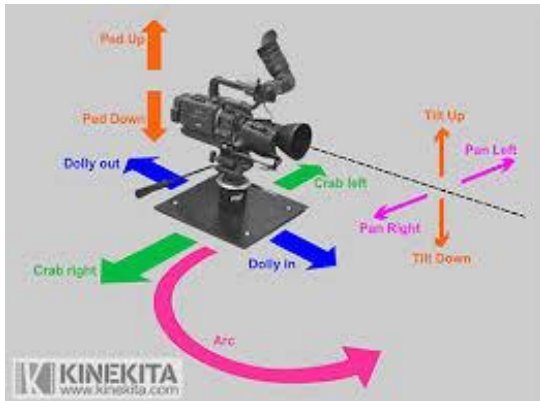 Ped Up
Ped Down
Tilt Up
Dolly out
Pan Left
Crab left
Pan Right
Crab right
Dolly in
Tilt Down
Arc
KINEKITA
www.kinekita.com